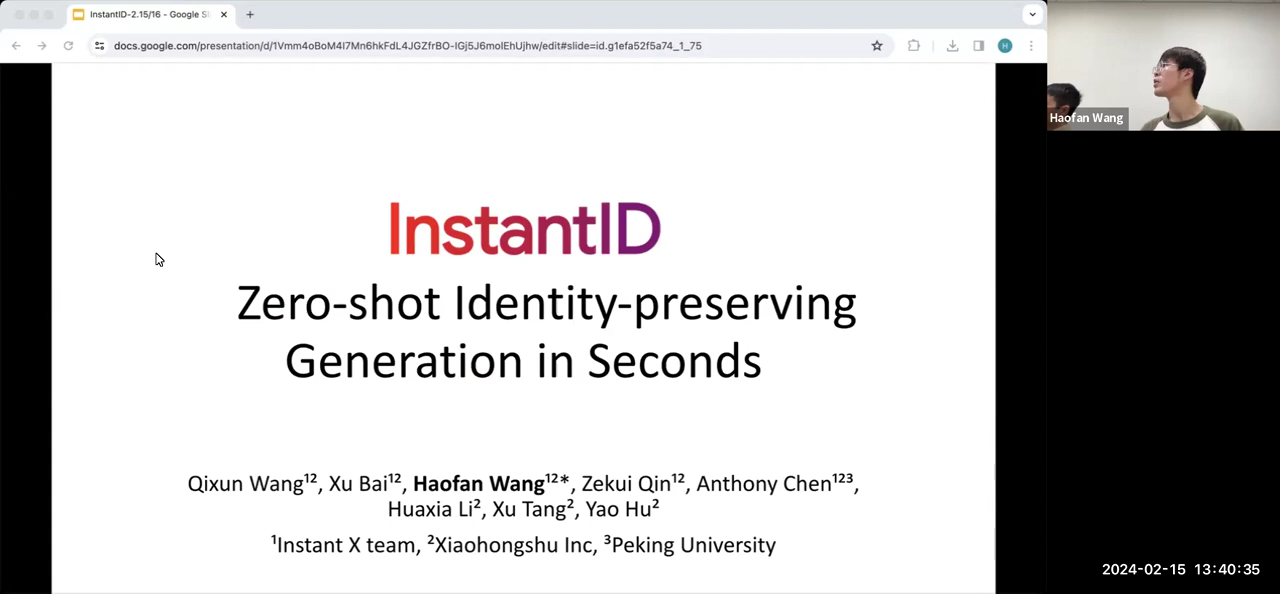 InstantID-2.15/16 - Google Sl
docs.google.com/presentation/d/1Vmm4oBoM4l7Mn6hkFdL4JGZfrBO-IGj5J6moIEhUjhw/edit#slide=id.g1efa52f5a74_1_75
H
Haofan Wang
InstantID
Zero-shot Identity-preserving
Generation in Seconds
Qixun Wang¹², Xu Bai¹², Haofan Wang¹²*, Zekui Qin¹², Anthony Chen¹²³,
Huaxia Li², Xu Tang², Yao Hu²
¹Instant X team, ²Xiaohongshu Inc, ³Peking University
2024-02-15 13:40:35